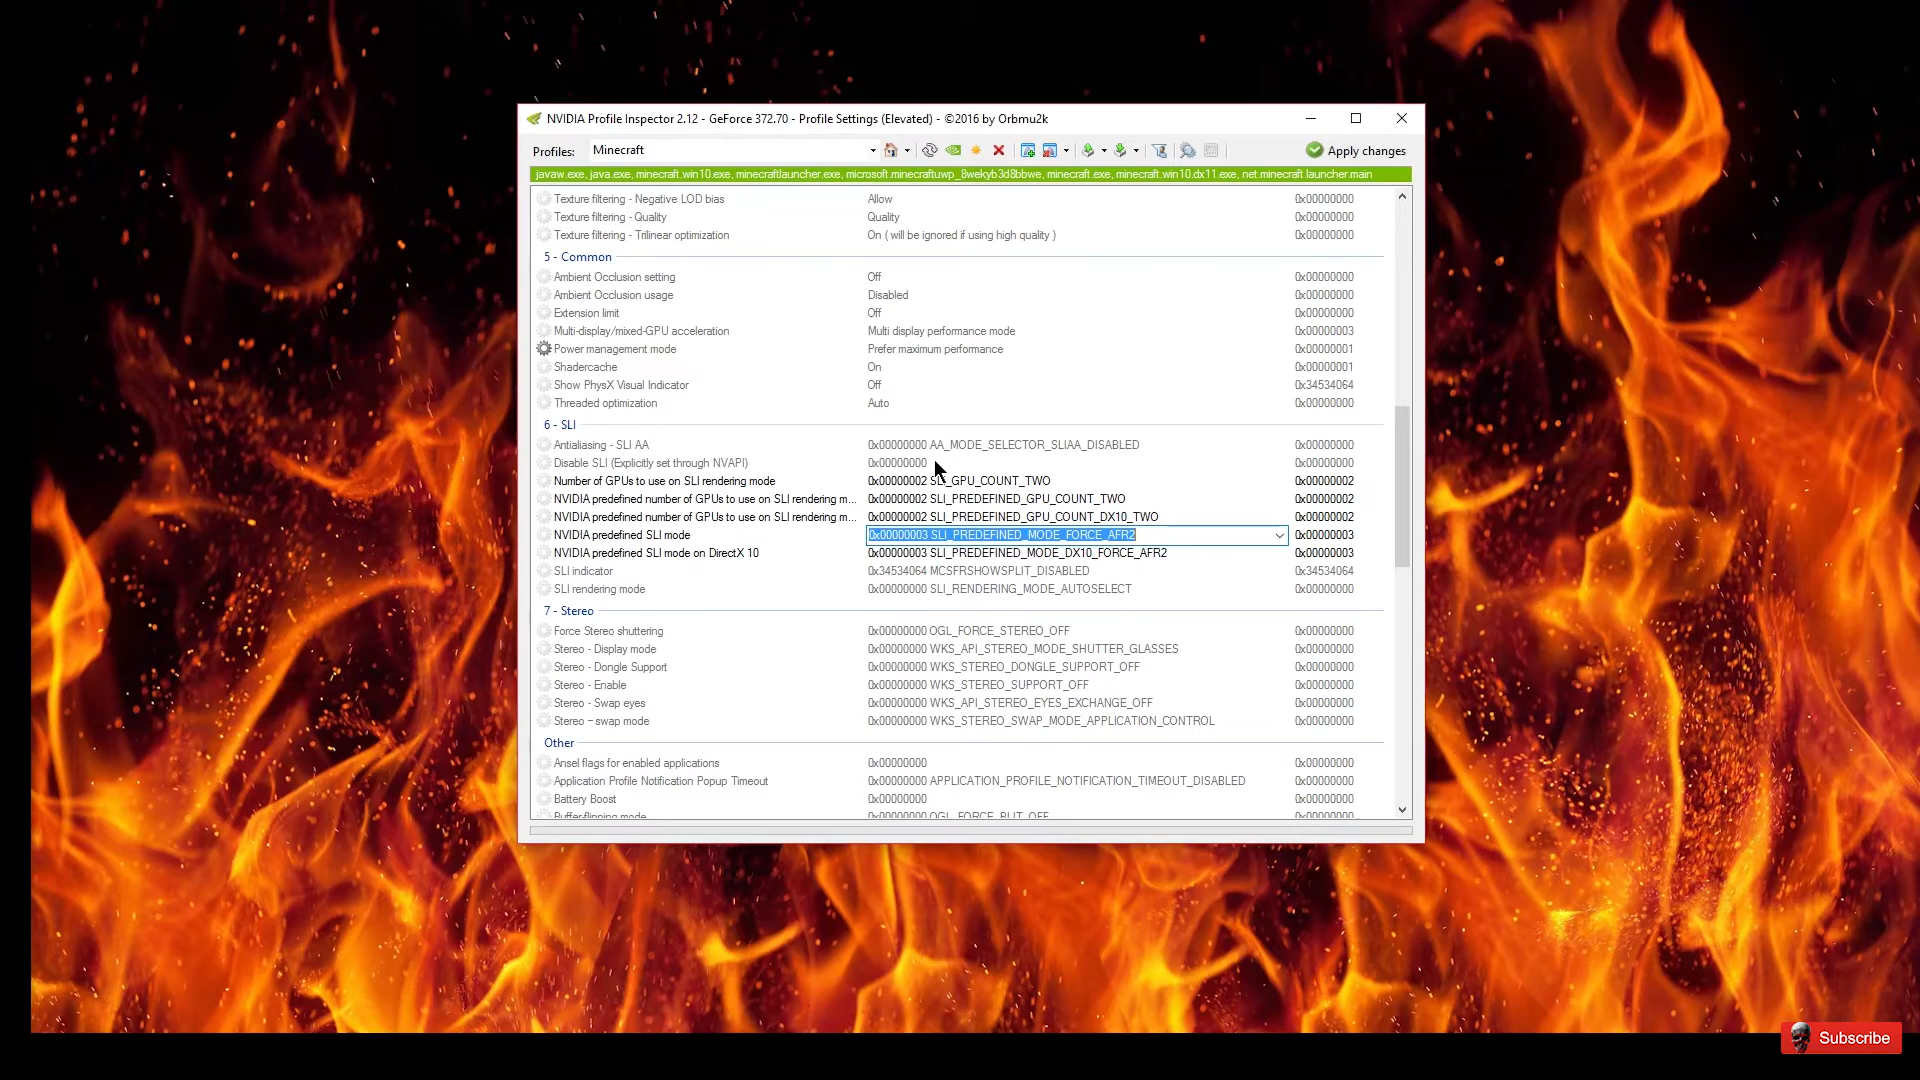 NVIDIA Profile Inspector 2.12 - GeForce 372.70 - Profile Settings (Elevated) - ©2016 by Orbmu2k
Profiles: Minecraft Apply changes
javaw.exe, java.exe, minecraft.win10.exe, minecraftlauncher.exe, microsoft.minecraftuwp_8wekyb3d8bbwe, minecraft.exe, minecraft.win10.dx11.exe, net.minecraft.launcher.main
Texture filtering - Negative LOD bias Allow 0x00000000
Texture filtering - Quality Quality 0x00000000
Texture filtering - Trilinear optimization On ( will be ignored if using high quality ) 0x00000000
5 - Common
Ambient Occlusion setting Off 0x00000000
Ambient Occlusion usage Disabled 0x00000000
Extension limit Off 0x00000000
Multi-display/mixed-GPU acceleration Multi display performance mode 0x00000003
Power management mode Prefer maximum performance 0x00000001
Shadercache On 0x00000001
Show PhysX Visual Indicator Off 0x34534064
Threaded optimization Auto 0x00000000
6 - SLI
Antialiasing - SLI AA 0x00000000 AA_MODE_SELECTOR_SLIAA_DISABLED 0x00000000
Disable SLI (Explicitly set through NVAPI) 0x00000000 0x00000000
Number of GPUs to use on SLI rendering mode 0x00000002 SLI_GPU_COUNT_TWO 0x00000002
NVIDIA predefined number of GPUs to use on SLI rendering m... 0x00000002 SLI_PREDEFINED_GPU_COUNT_TWO 0x00000002
NVIDIA predefined number of GPUs to use on SLI rendering m... 0x00000002 SLI_PREDEFINED_GPU_COUNT_DX10_TWO 0x00000002
NVIDIA predefined SLI mode 0x00000003 SLI_PREDEFINED_MODE_FORCE_AFR2 0x00000003
NVIDIA predefined SLI mode on DirectX 10 0x00000003 SLI_PREDEFINED_MODE_DX10_FORCE_AFR2 0x00000003
SLI indicator 0x34534064 MCSFRSHOWSPLIT_DISABLED 0x34534064
SLI rendering mode 0x00000000 SLI_RENDERING_MODE_AUTOSELECT 0x00000000
7 - Stereo
Force Stereo shuttering 0x00000000 OGL_FORCE_STEREO_OFF 0x00000000
Stereo - Display mode 0x00000000 WKS_API_STEREO_MODE_SHUTTER_GLASSES 0x00000000
Stereo - Dongle Support 0x00000000 WKS_STEREO_DONGLE_SUPPORT_OFF 0x00000000
Stereo - Enable 0x00000000 WKS_STEREO_SUPPORT_OFF 0x00000000
Stereo - Swap eyes 0x00000000 WKS_API_STEREO_EYES_EXCHANGE_OFF 0x00000000
Stereo – swap mode 0x00000000 WKS_STEREO_SWAP_MODE_APPLICATION_CONTROL 0x00000000
Other
Ansel flags for enabled applications 0x00000000 0x00000000
Application Profile Notification Popup Timeout 0x00000000 APPLICATION_PROFILE_NOTIFICATION_TIMEOUT_DISABLED 0x00000000
Battery Boost 0x00000000 0x00000000
Buffer-flipping mode 0x00000000 OGL_FORCE_BLIT_OFF 0x00000000
Subscribe